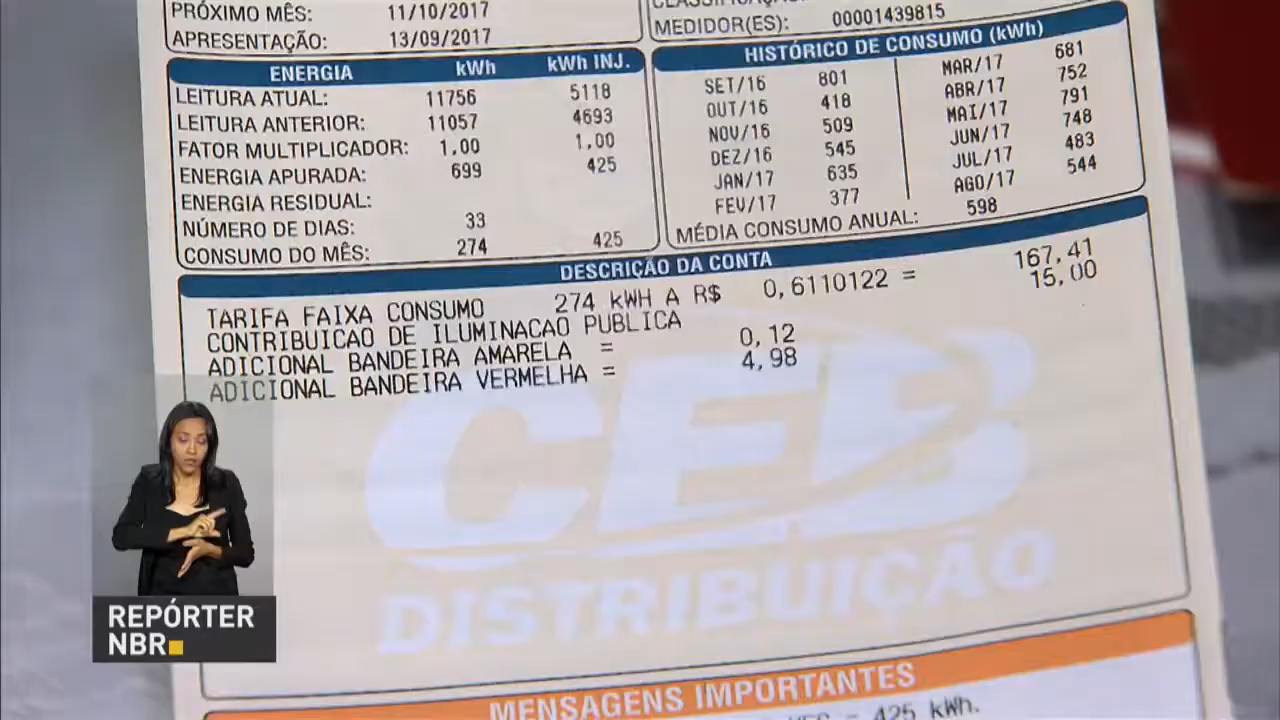 PRÓXIMO MÊS: 11/10/2017
APRESENTAÇÃO: 13/09/2017
MEDIDOR(ES): 00001439815
ENERGIA kWh kWh INJ.
LEITURA ATUAL: 11756 5118
LEITURA ANTERIOR: 11057 4693
FATOR MULTIPLICADOR: 1.00 1.00
ENERGIA APURADA: 699 425
ENERGIA RESIDUAL:
NÚMERO DE DIAS: 33
CONSUMO DO MÊS: 274 425
HISTÓRICO DE CONSUMO (kWh)
SET/16 801 MAR/17 681
OUT/16 418 ABR/17 752
NOV/16 509 MAI/17 791
DEZ/16 545 JUN/17 748
JAN/17 635 JUL/17 483
FEV/17 377 AGO/17 544
MÉDIA CONSUMO ANUAL: 598
DESCRIÇÃO DA CONTA
TARIFA FAIXA CONSUMO 274 KWH A R$ 0,6110122 = 167,41
CONTRIBUICAO DE ILUMINACAO PUBLICA 15,00
ADICIONAL BANDEIRA AMARELA = 0,12
ADICIONAL BANDEIRA VERMELHA = 4,98
CEB
DISTRIBUIÇÃO
REPÓRTER
NBR
MENSAGENS IMPORTANTES
- 425 kWh.